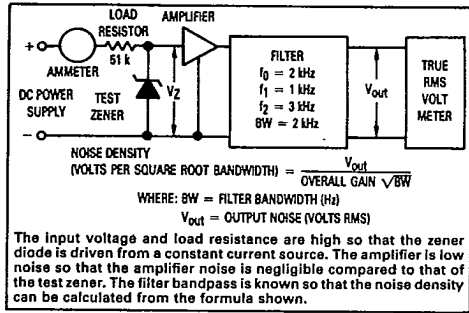 LOAD
RESISTOR
51 k
AMPLIFIER
+
AMMETER
DC POWER
SUPPLY
TEST
ZENER
VZ
FILTER
f0 = 2 kHz
f1 = 1 kHz
f2 = 3 kHz
BW = 2 kHz
Vout
TRUE
RMS
VOLT
METER
−
NOISE DENSITY
(VOLTS PER SQUARE ROOT BANDWIDTH) = Vout / OVERALL GAIN √BW
WHERE: BW = FILTER BANDWIDTH (Hz)
Vout = OUTPUT NOISE (VOLTS RMS)
The input voltage and load resistance are high so that the zener
diode is driven from a constant current source. The amplifier is low
noise so that the amplifier noise is negligible compared to that of
the test zener. The filter bandpass is known so that the noise density
can be calculated from the formula shown.